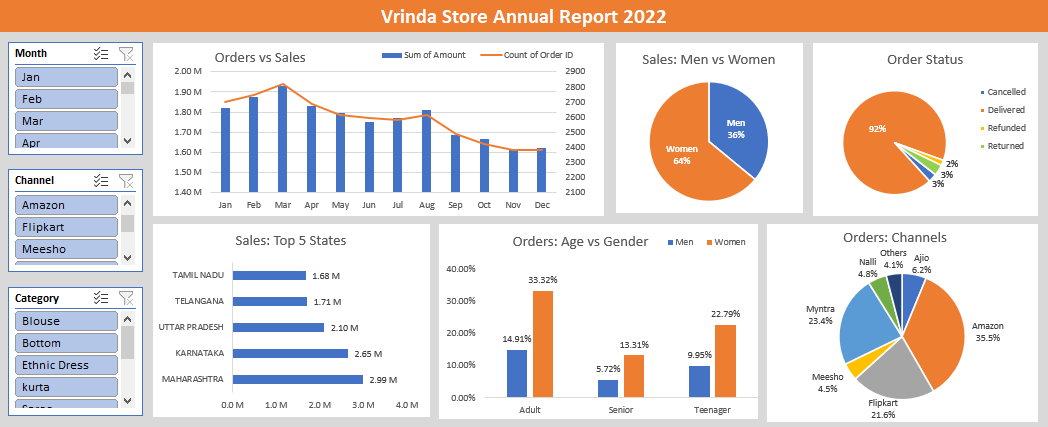 Vrinda Store Annual Report 2022
Month
Jan
Feb
Mar
Apr
Channel
Amazon
Flipkart
Meesho
Category
Blouse
Bottom
Ethnic Dress
kurta
Orders vs Sales
Sum of Amount
Count of Order ID
2.00 M
1.90 M
1.80 M
1.70 M
1.60 M
1.50 M
1.40 M
2900
2800
2700
2600
2500
2400
2300
2200
2100
Jan Feb Mar Apr May Jun Jul Aug Sep Oct Nov Dec
Sales: Men vs Women
Men
36%
Women
64%
Order Status
92%
2%
3%
3%
Cancelled
Delivered
Refunded
Returned
Sales: Top 5 States
TAMIL NADU 1.68 M
TELANGANA 1.71 M
UTTAR PRADESH 2.10 M
KARNATAKA 2.65 M
MAHARASHTRA 2.99 M
0.0 M 1.0 M 2.0 M 3.0 M 4.0 M
Orders: Age vs Gender
Men
Women
40.00%
30.00%
20.00%
10.00%
0.00%
14.91%
33.32%
5.72%
13.31%
9.95%
22.79%
Adult Senior Teenager
Orders: Channels
Others
4.1%
Ajio
6.2%
Nalli
4.8%
Myntra
23.4%
Amazon
35.5%
Meesho
4.5%
Flipkart
21.6%